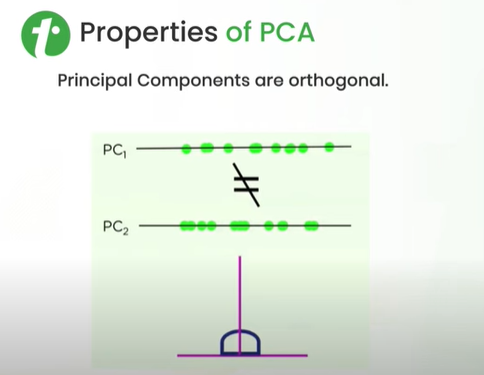 Properties of PCA
Principal Components are orthogonal.
PC₁
≠
PC₂